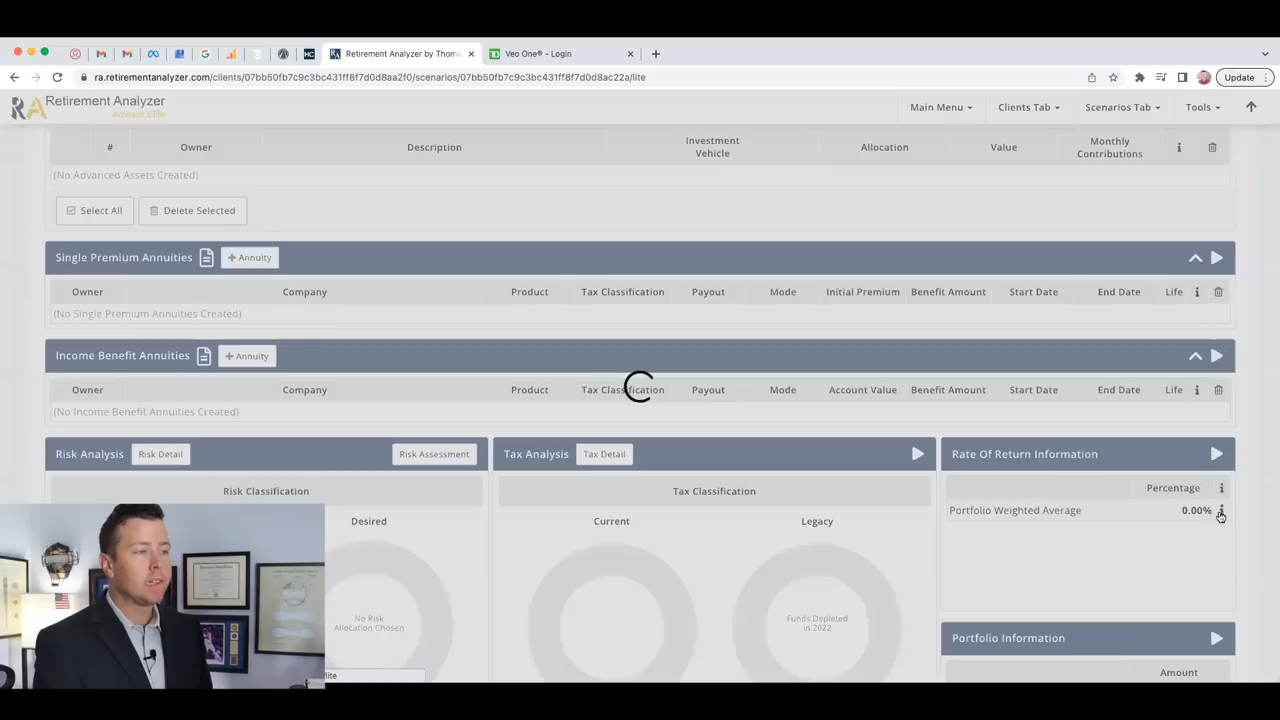 Retirement Analyzer by Thoma
Veo One® - Login
ra.retirementanalyzer.com/clients/07bb50fb7c9c3bc431ff8f7d0d8aa2f0/scenarios/07bb50fb7c9c3bc431ff8f7d0d8ac22a/lite
Update
RA Retirement Analyzer
Advisor Elite
Main Menu
Clients Tab
Scenarios Tab
Tools
# Owner Description Investment Vehicle Allocation Value Monthly Contributions
(No Advanced Assets Created)
Select All
Delete Selected
Single Premium Annuities + Annuity
Owner Company Product Tax Classification Payout Mode Initial Premium Benefit Amount Start Date End Date Life
(No Single Premium Annuities Created)
Income Benefit Annuities + Annuity
Owner Company Product Tax Classification Payout Mode Account Value Benefit Amount Start Date End Date Life
(No Income Benefit Annuities Created)
Risk Analysis Risk Detail Risk Assessment
Tax Analysis Tax Detail
Rate Of Return Information
Risk Classification
Tax Classification
Percentage
Portfolio Weighted Average 0.00%
Desired
Current
Legacy
No Risk
Allocation Chosen
Funds Depleted
in 2022
Portfolio Information
Amount
lite